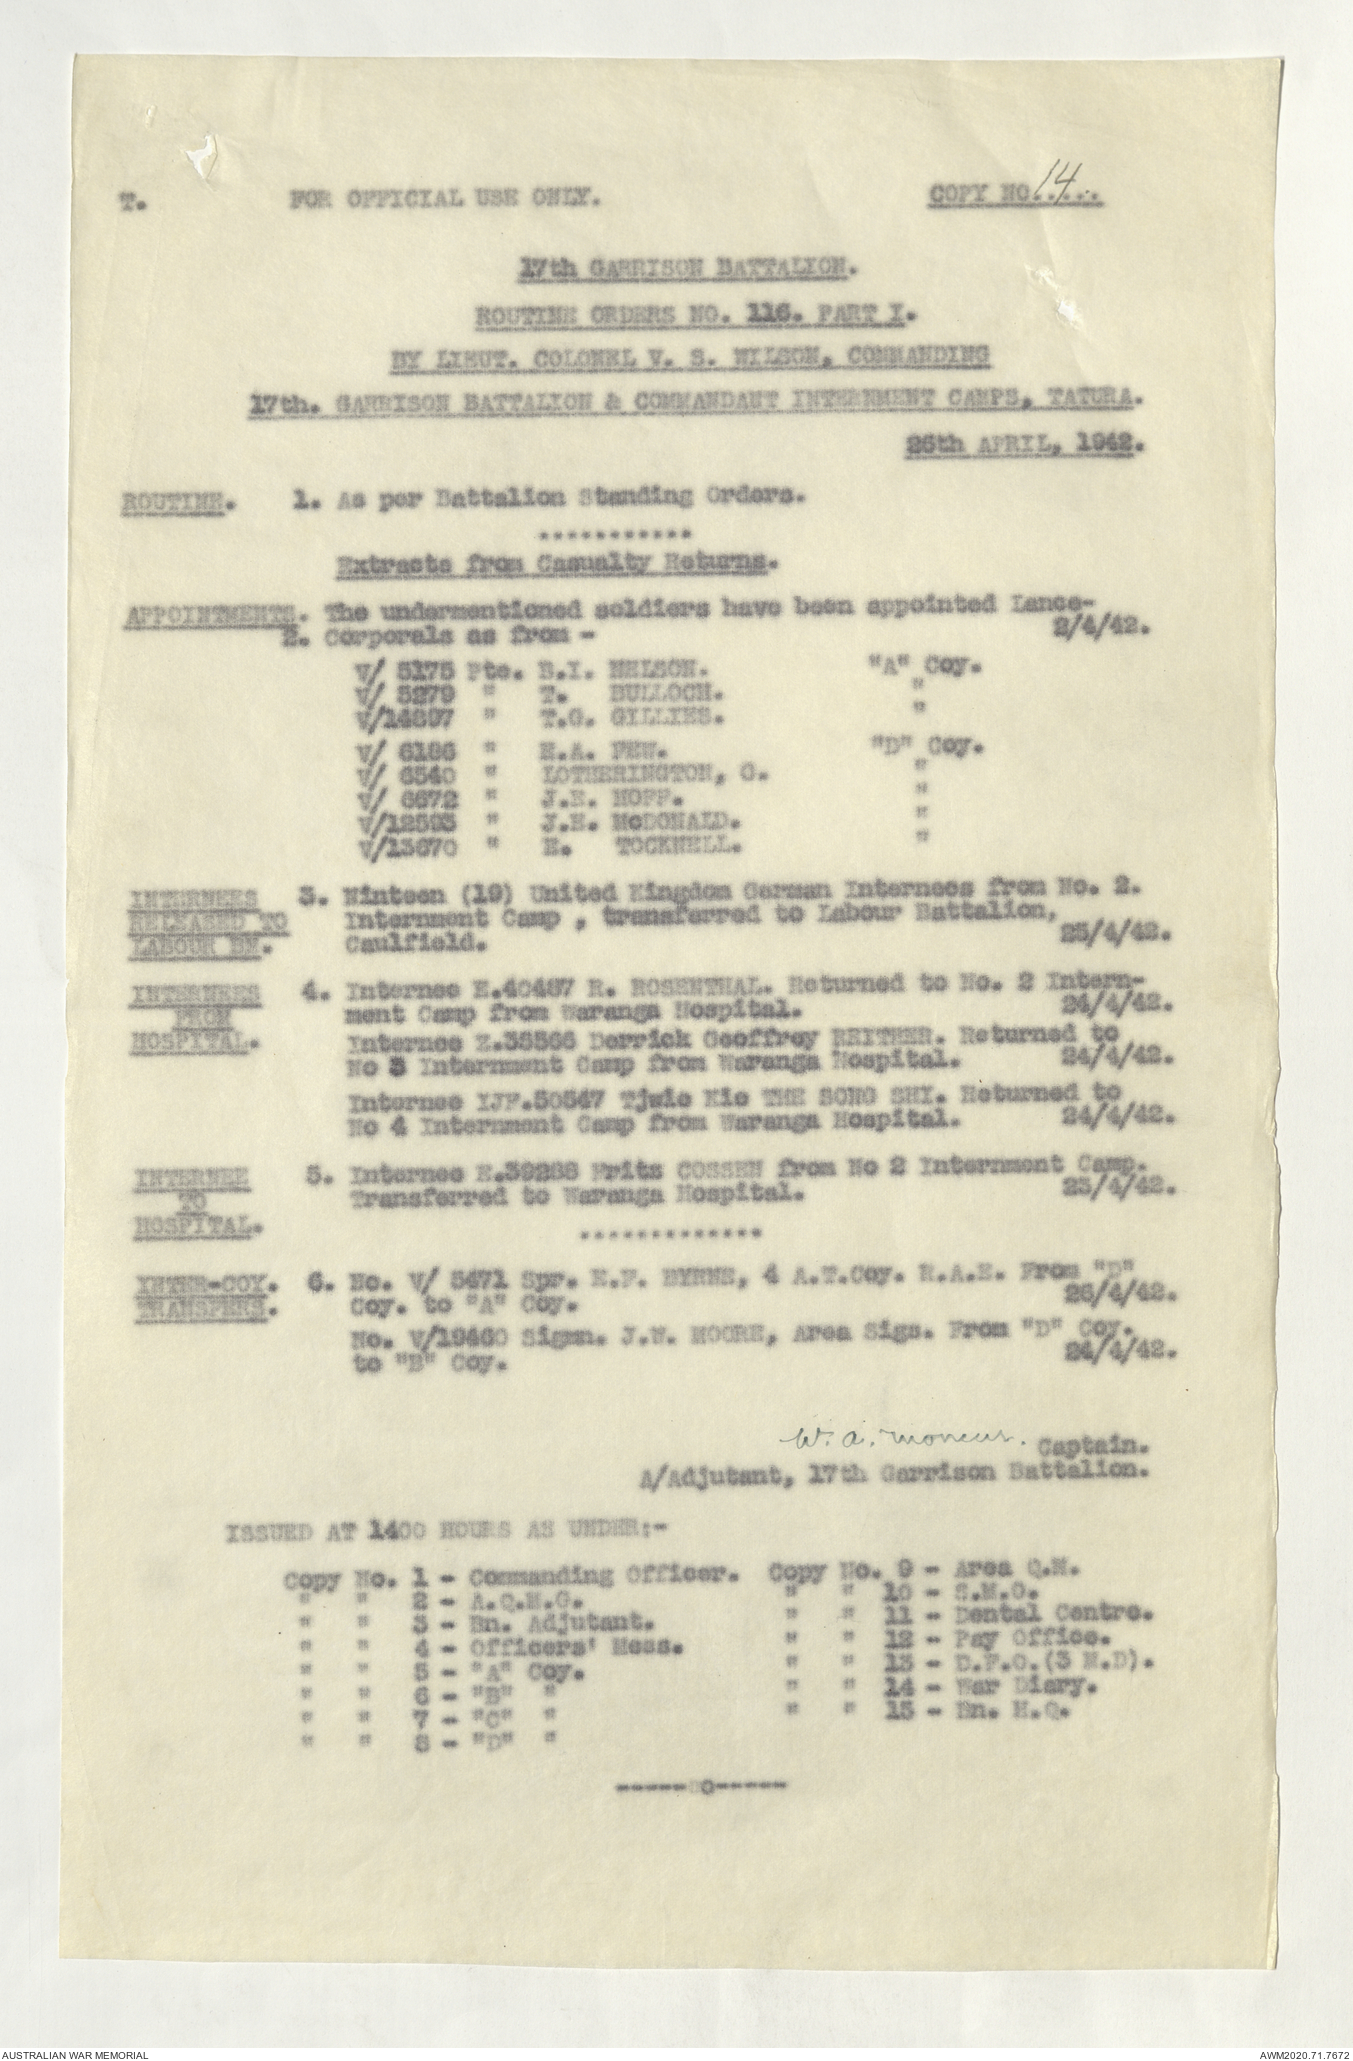 T. FOR OFFICIAL USE ONLY. COPY NO.14...
17th GARRISON BATTALION.
ROUTINE ORDERS NO. 116. PART I.
BY LIEUT. COLONEL V. S. WILSON, COMMANDING
17th. GARRISON BATTALION & COMMANDANT INTERNMENT CAMPS, TATURA.
26th APRIL, 1942.
ROUTINE. 1. As per Battalion Standing Orders.
...........
Extracts from Casualty Returns.
APPOINTMENTS. The undermentioned soldiers have been appointed Lance-
2. Corporals as from - 2/4/42.
V/ 5175 Pte. B.I. NELSON. "A" Coy.
V/ 5279 " T. BULLOCH. "
V/14897 " T.G. GILLIES. "
V/ 6186 " E.A. FEW. "D" Coy.
V/ 6540 " LOTHERINGTON, G. "
V/ 6672 " J.E. HOFF. "
V/12593 " J.H. McDONALD. "
V/13670 " E. TOCKNELL. "
INTERNEES 3. Ninteen (19) United Kingdom German Internees from No. 2.
RELEASED TO Internment Camp , transferred to Labour Battalion,
LABOUR BN. Caulfield. 25/4/42.
INTERNEES 4. Internee E.40487 R. ROSENTHAL. Returned to No. 2 Intern-
FROM ment Camp from Waranga Hospital. 24/4/42.
HOSPITAL. Internee Z.35366 Derrick Geoffrey REITHER. Returned to
No 3 Internment Camp from Waranga Hospital. 24/4/42.
Internee IJF.50547 Tjwie Kie THE SONG SHI. Returned to
No 4 Internment Camp from Waranga Hospital. 24/4/42.
INTERNEE 5. Internee E.39288 Fritz COSSEN from No 2 Internment Camp.
TO Transferred to Waranga Hospital. 23/4/42.
HOSPITAL.
.............
INTER-COY. 6. No. V/ 5471 Spr. E.F. BYRNE, 4 A.T.Coy. R.A.E. From "D"
TRANSFERS. Coy. to "A" Coy. 26/4/42.
No. V/19460 Sigmn. J.W. MOORE, Area Sigs. From "D" Coy.
to "B" Coy. 24/4/42.
W. A. Moncur. Captain.
A/Adjutant, 17th Garrison Battalion.
ISSUED AT 1400 HOURS AS UNDER:-
Copy No. 1 - Commanding Officer. Copy No. 9 - Area Q.M.
" " 2 - A.Q.M.G. " " 10 - S.M.O.
" " 3 - Bn. Adjutant. " " 11 - Dental Centre.
" " 4 - Officers' Mess. " " 12 - Pay Office.
" " 5 - "A" Coy. " " 13 - D.F.O.(3 M.D).
" " 6 - "B" " " " 14 - War Diary.
" " 7 - "C" " " " 15 - Bn. H.Q.
" " 8 - "D" "
------oo------
AUSTRALIAN WAR MEMORIAL AWM2020.71.7672